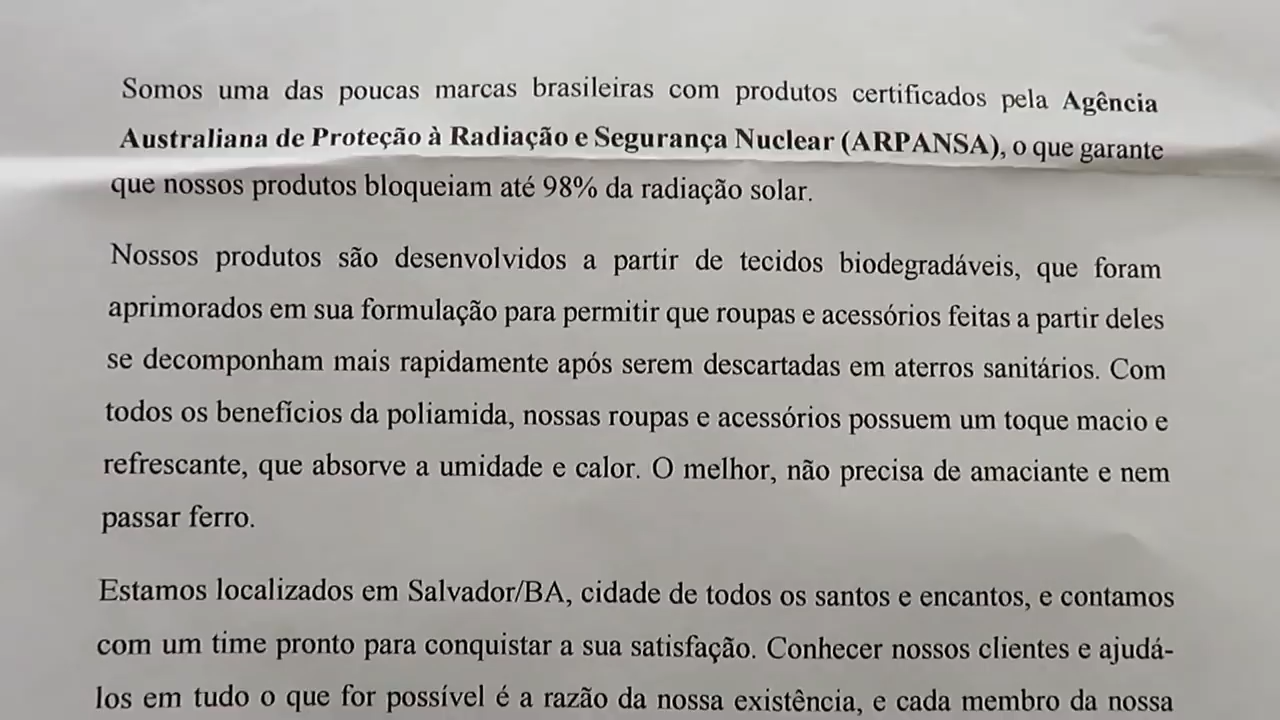 Somos uma das poucas marcas brasileiras com produtos certificados pela Agência
Australiana de Proteção à Radiação e Segurança Nuclear (ARPANSA), o que garante
que nossos produtos bloqueiam até 98% da radiação solar.
Nossos produtos são desenvolvidos a partir de tecidos biodegradáveis, que foram
aprimorados em sua formulação para permitir que roupas e acessórios feitas a partir deles
se decomponham mais rapidamente após serem descartadas em aterros sanitários. Com
todos os benefícios da poliamida, nossas roupas e acessórios possuem um toque macio e
refrescante, que absorve a umidade e calor. O melhor, não precisa de amaciante e nem
passar ferro.
Estamos localizados em Salvador/BA, cidade de todos os santos e encantos, e contamos
com um time pronto para conquistar a sua satisfação. Conhecer nossos clientes e ajudá-
los em tudo o que for possível é a razão da nossa existência, e cada membro da nossa